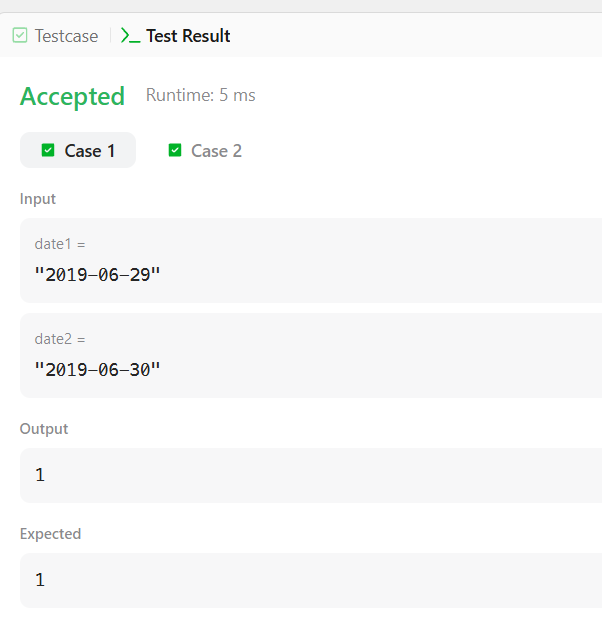 Testcase
Test Result
Accepted
Runtime: 5 ms
Case 1
Case 2
Input
date1 =
"2019-06-29"
date2 =
"2019-06-30"
Output
1
Expected
1